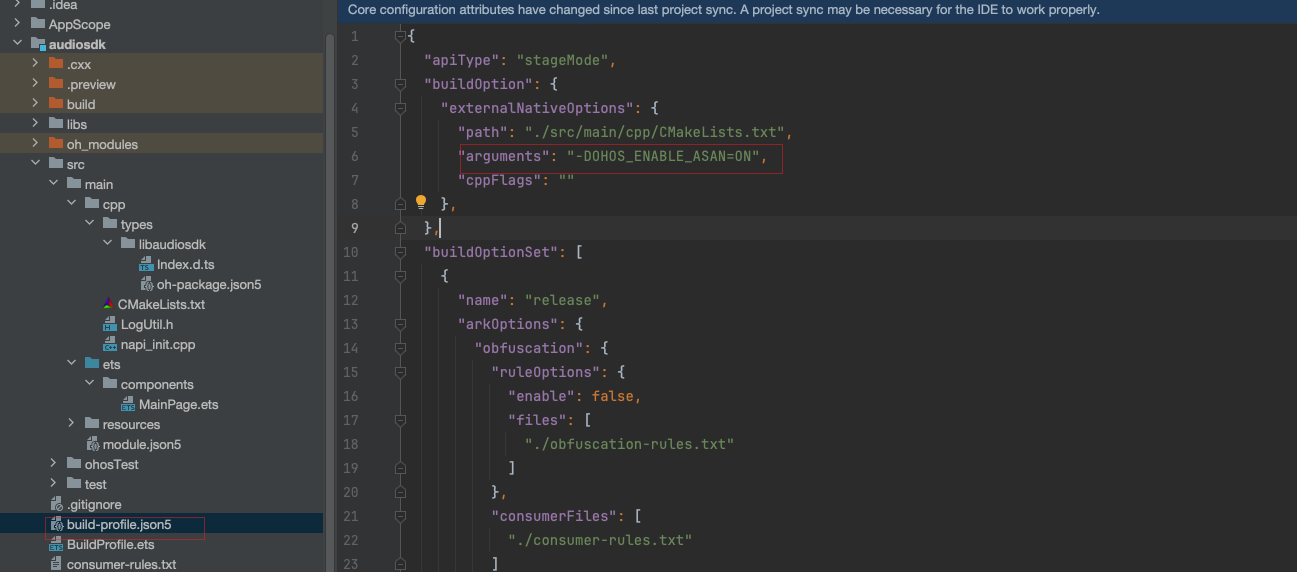 .idea
AppScope
audiosdk
.cxx
.preview
build
libs
oh_modules
src
main
cpp
types
libaudiosdk
Index.d.ts
oh-package.json5
CMakeLists.txt
LogUtil.h
napi_init.cpp
ets
components
MainPage.ets
resources
module.json5
ohosTest
test
.gitignore
build-profile.json5
BuildProfile.ets
consumer-rules.txt
Core configuration attributes have changed since last project sync. A project sync may be necessary for the IDE to work properly.
1 {
2 "apiType": "stageMode",
3 "buildOption": {
4 "externalNativeOptions": {
5 "path": "./src/main/cpp/CMakeLists.txt",
6 "arguments": "-DOHOS_ENABLE_ASAN=ON",
7 "cppFlags": ""
8 },
9 },
10 "buildOptionSet": [
11 {
12 "name": "release",
13 "arkOptions": {
14 "obfuscation": {
15 "ruleOptions": {
16 "enable": false,
17 "files": [
18 "./obfuscation-rules.txt"
19 ]
20 },
21 "consumerFiles": [
22 "./consumer-rules.txt"
23 ]